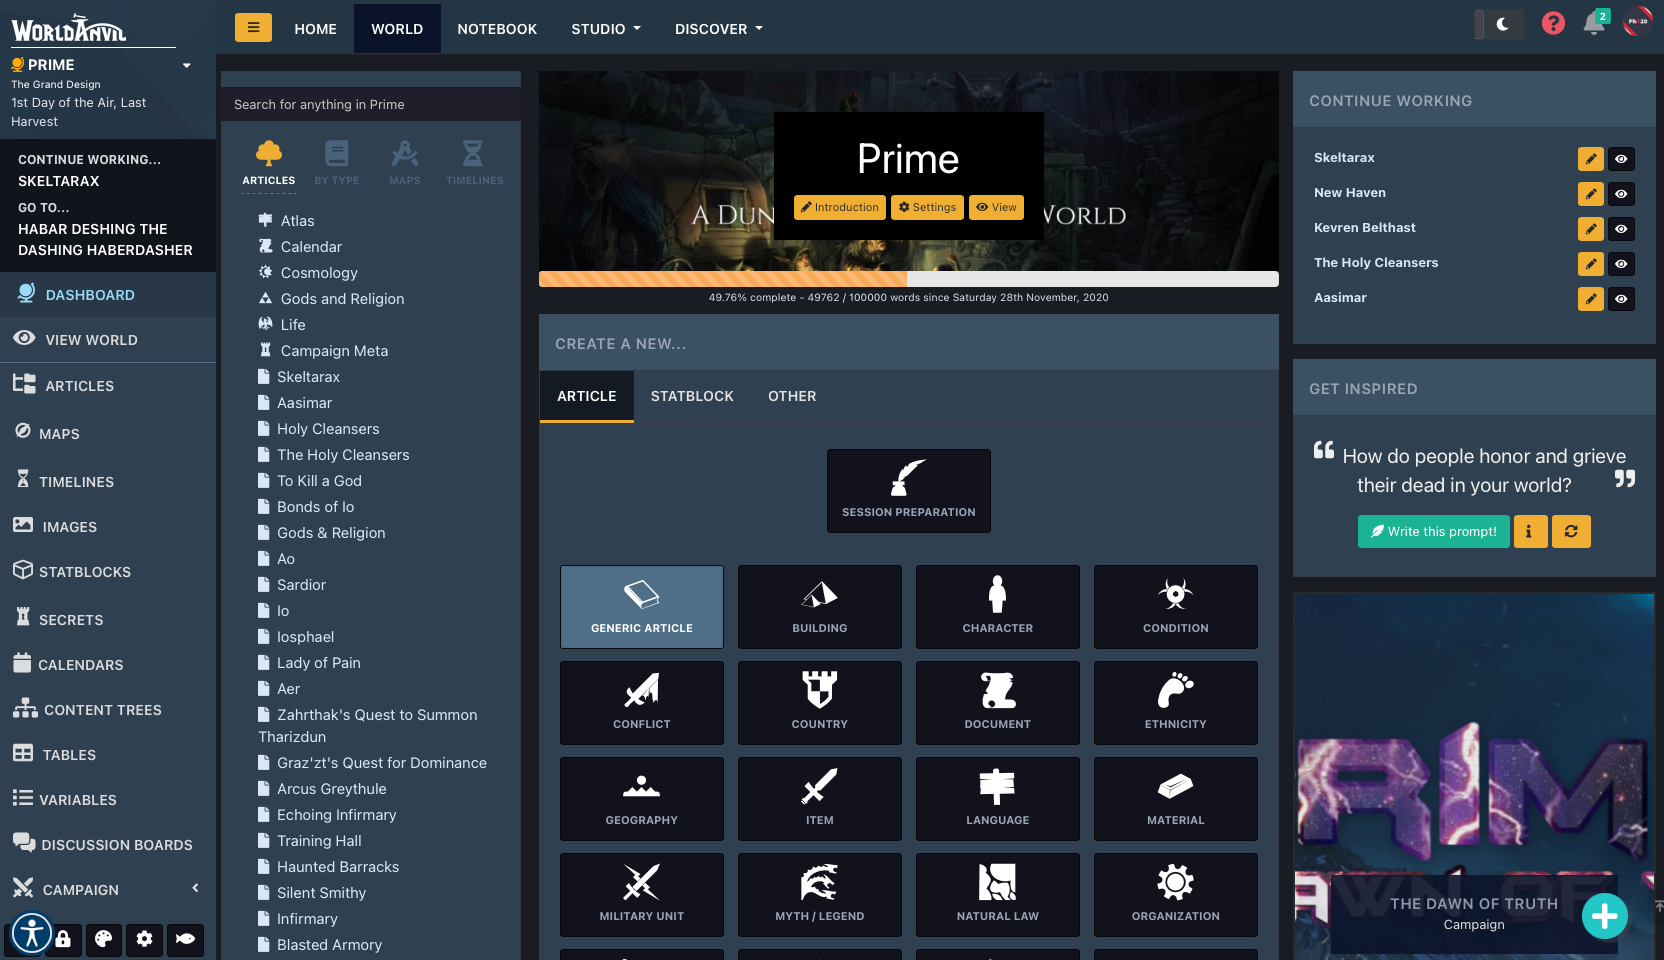 WORLDANVIL
PRIME
The Grand Design
1st Day of the Air, Last
Harvest
CONTINUE WORKING...
SKELTARAX
GO TO...
HABAR DESHING THE
DASHING HABERDASHER
DASHBOARD
VIEW WORLD
ARTICLES
MAPS
TIMELINES
IMAGES
STATBLOCKS
SECRETS
CALENDARS
CONTENT TREES
TABLES
VARIABLES
DISCUSSION BOARDS
CAMPAIGN
HOME
WORLD
NOTEBOOK
STUDIO
DISCOVER
?
2
Ph020
Search for anything in Prime
ARTICLES
BY TYPE
MAPS
TIMELINES
Atlas
Calendar
Cosmology
Gods and Religion
Life
Campaign Meta
Skeltarax
Aasimar
Holy Cleansers
The Holy Cleansers
To Kill a God
Bonds of Io
Gods & Religion
Ao
Sardior
Io
Iosphael
Lady of Pain
Aer
Zahrthak's Quest to Summon
Tharizdun
Graz'zt's Quest for Dominance
Arcus Greythule
Echoing Infirmary
Training Hall
Haunted Barracks
Silent Smithy
Infirmary
Blasted Armory
Prime
Introduction
Settings
View
A DUN
WORLD
49.76% complete - 49762 / 100000 words since Saturday 28th November, 2020
CREATE A NEW...
ARTICLE
STATBLOCK
OTHER
SESSION PREPARATION
GENERIC ARTICLE
BUILDING
CHARACTER
CONDITION
CONFLICT
COUNTRY
DOCUMENT
ETHNICITY
GEOGRAPHY
ITEM
LANGUAGE
MATERIAL
MILITARY UNIT
MYTH / LEGEND
NATURAL LAW
ORGANIZATION
CONTINUE WORKING
Skeltarax
New Haven
Kevren Belthast
The Holy Cleansers
Aasimar
GET INSPIRED
“ How do people honor and grieve
their dead in your world? ”
Write this prompt!
RIM
AWN OF
THE DAWN OF TRUTH
Campaign